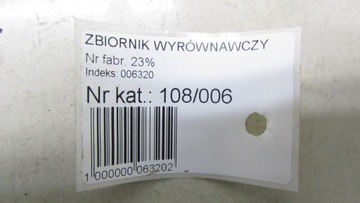 ZBIORNIK WYRÓWNAWCZY
Nr fabr. 23%
Indeks: 006320
Nr kat.: 108/006
1 000000 063202